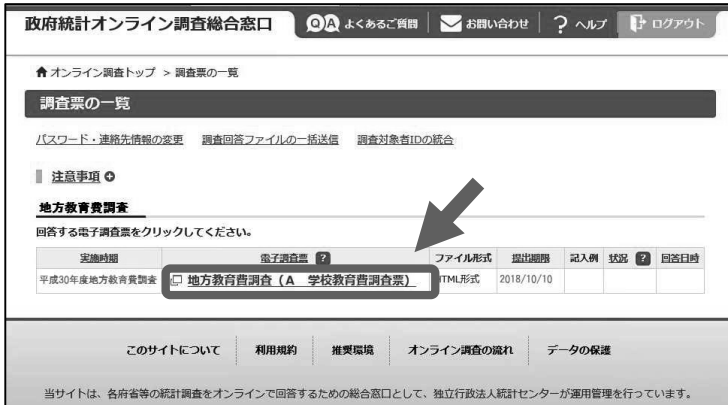 政府統計オンライン調査総合窓口 QA よくあるご質問 お問い合わせ ? ヘルプ ログアウト
オンライン調査トップ > 調査票の一覧
調査票の一覧
パスワード・連絡先情報の変更 調査回答ファイルの一括送信 調査対象者IDの統合
注意事項
地方教育費調査
回答する電子調査票をクリックしてください。
実施時期 電子調査票 ? ファイル形式 提出期限 記入例 状況 ? 回答日時
平成30年度地方教育費調査 地方教育費調査(A 学校教育費調査票) HTML形式 2018/10/10
このサイトについて 利用規約 推奨環境 オンライン調査の流れ データの保護
当サイトは、各府省等の統計調査をオンラインで回答するための総合窓口として、独立行政法人統計センターが運用管理を行っています。